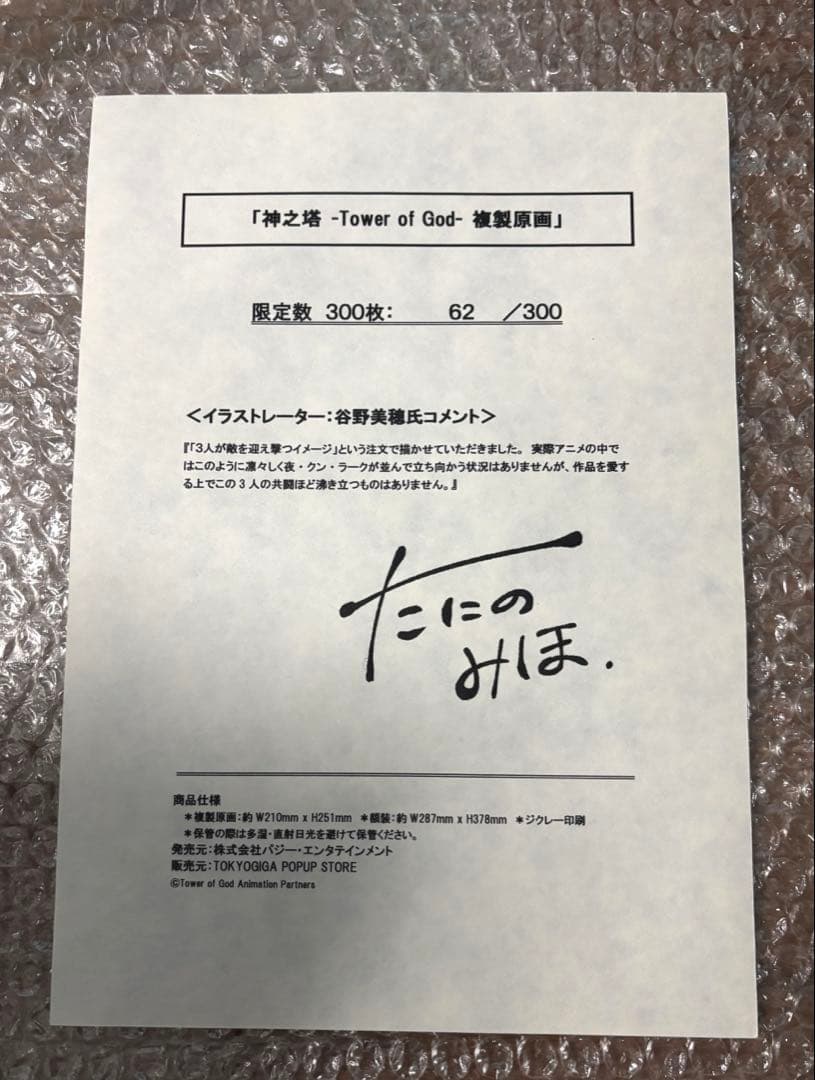 「神之塔 -Tower of God- 複製原画」
限定数 300枚： 62 ／300
＜イラストレーター：谷野美穂氏コメント＞
『「3人が敵を迎え撃つイメージ」という注文で描かせていただきました。 実際アニメの中で
はこのように凛々しく夜・クン・ラークが並んで立ち向かう状況はありませんが、作品を愛す
る上でこの 3 人の共闘ほど沸き立つものはありません。』
たにの
みほ.
商品仕様
＊複製原画：約 W210mm x H251mm ＊額装：約 W287mm x H378mm ＊ジクレー印刷
＊保管の際は多湿・直射日光を避けて保管ください。
発売元：株式会社バジー・エンタテインメント
販売元：TOKYOGIGA POPUP STORE
©Tower of God Animation Partners